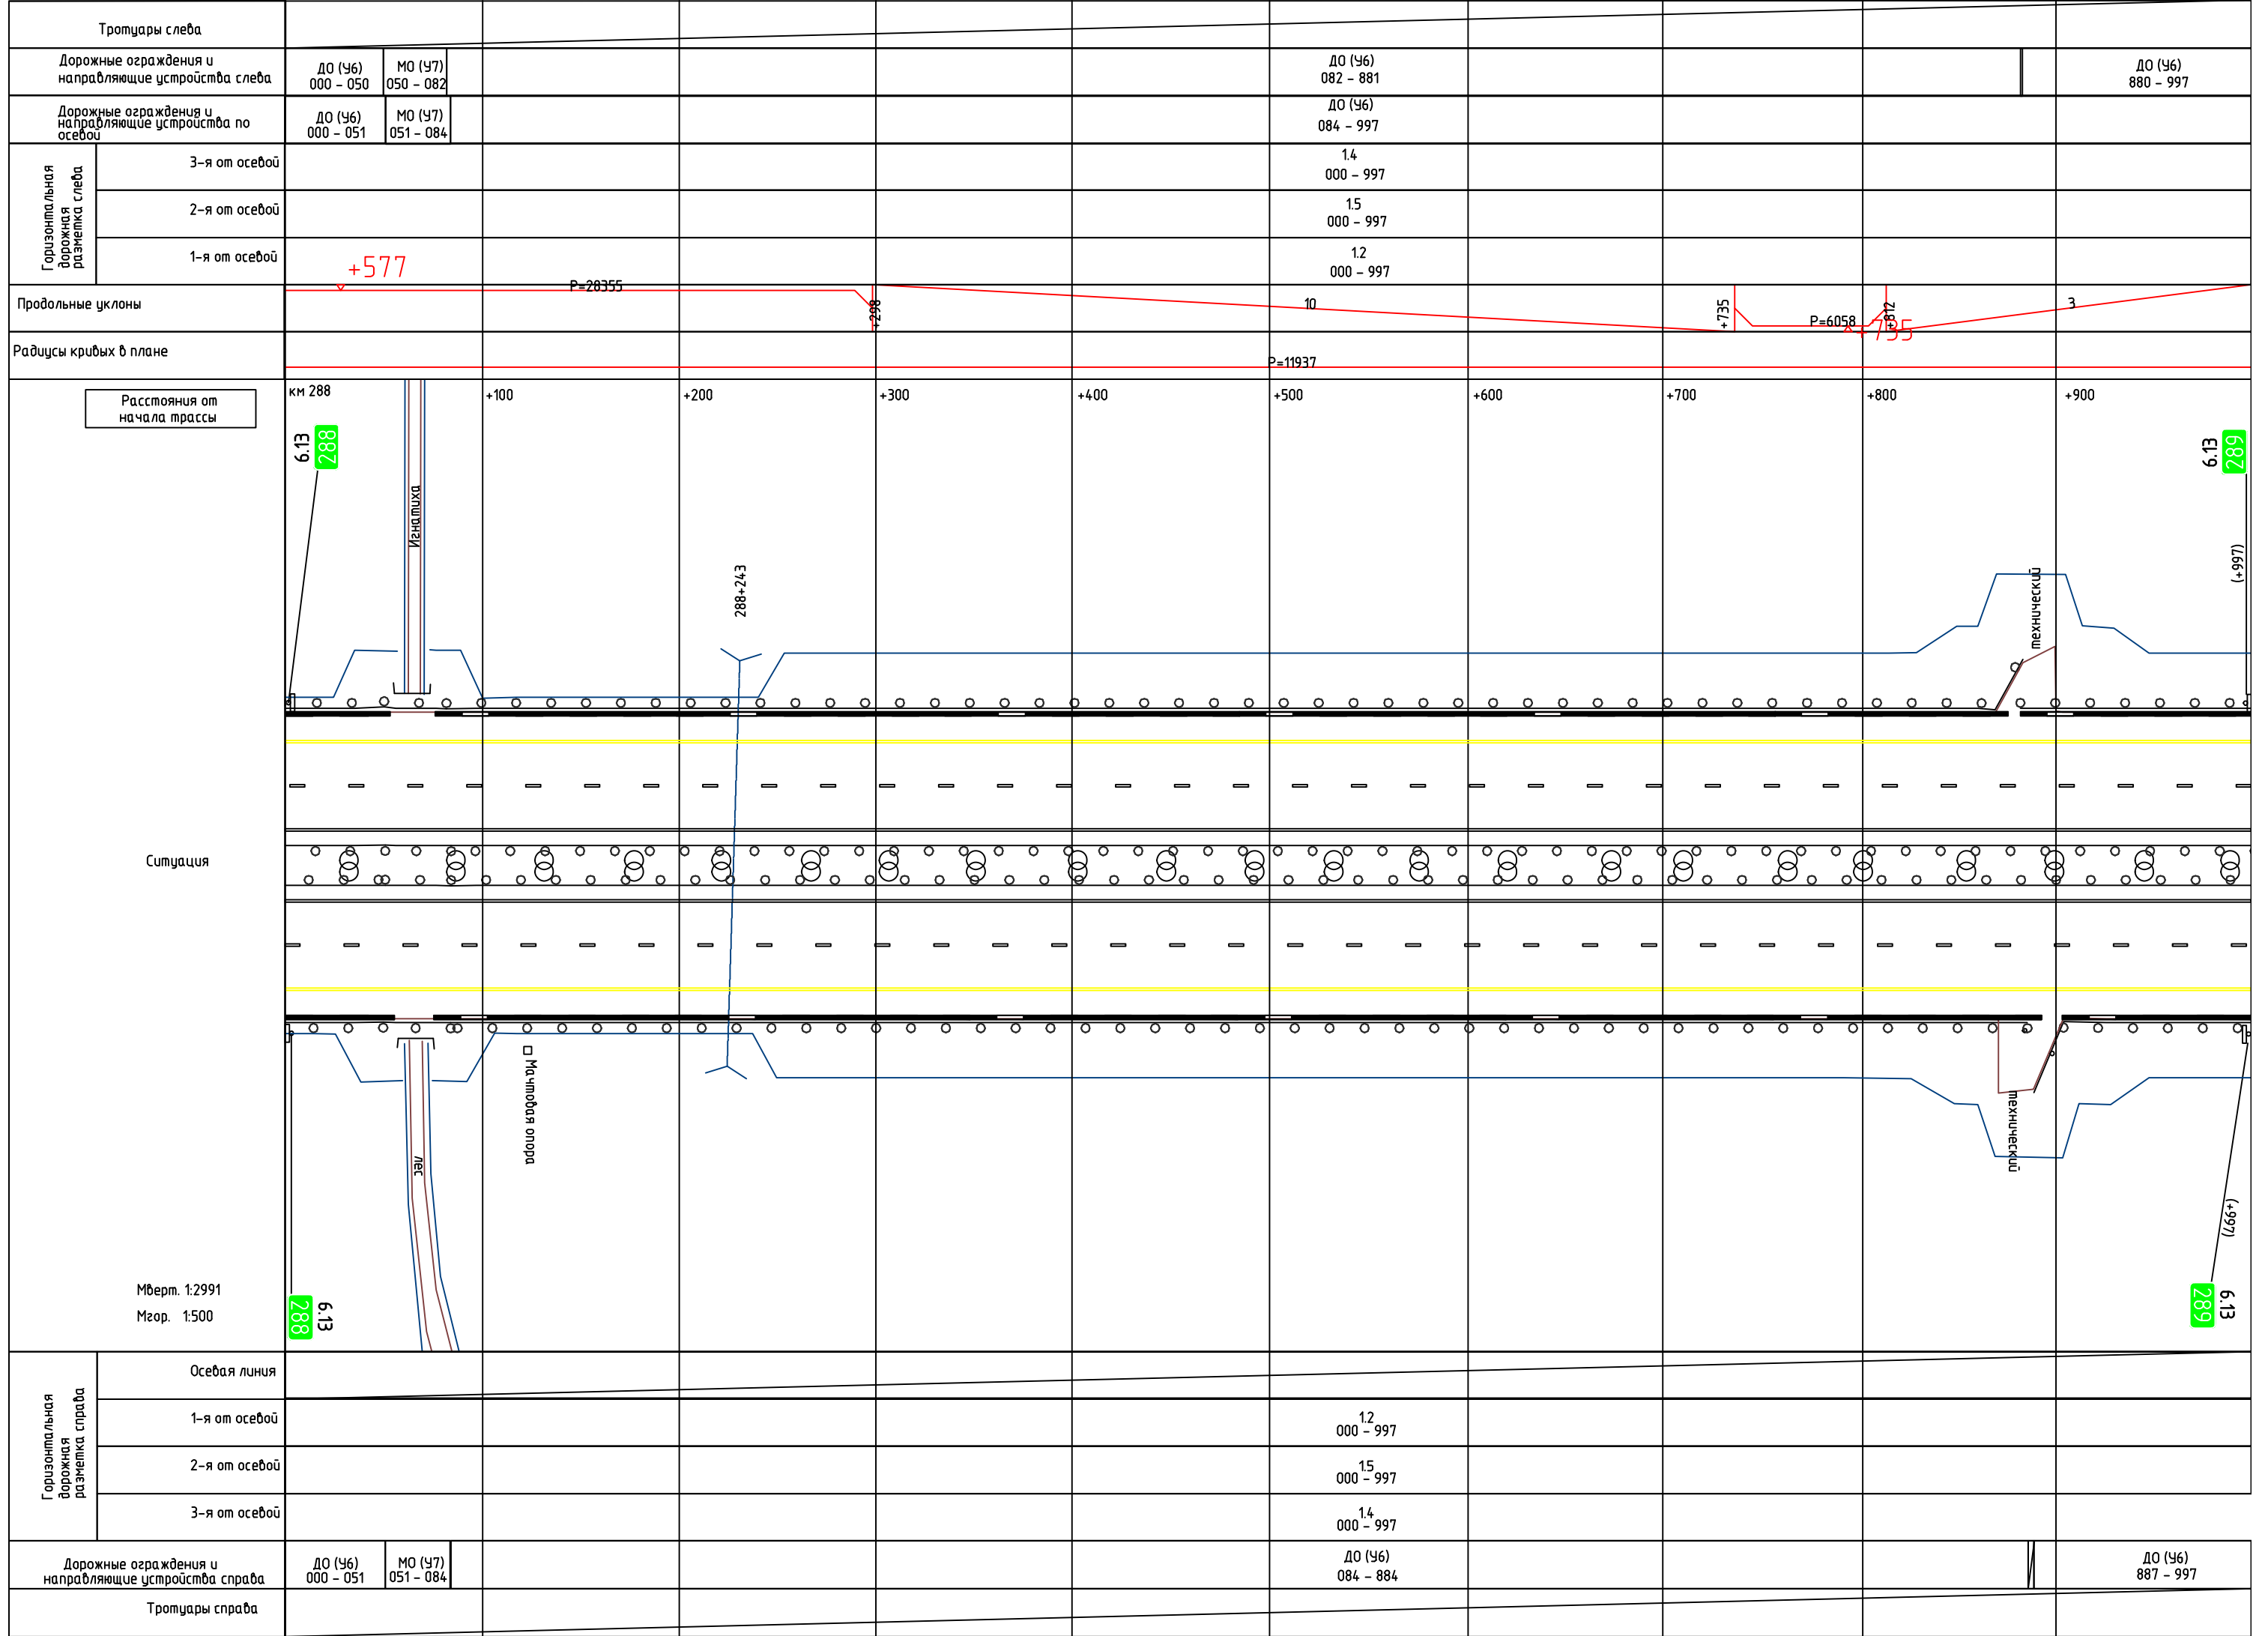 Тротуары слева
Дорожные ограждения и
направляющие устройства слева
ДО (У6)
000 – 050
МО (У7)
050 – 082
ДО (У6)
082 – 881
ДО (У6)
880 – 997
Дорожные ограждения и
направляющие устройства по
осевой
ДО (У6)
000 – 051
МО (У7)
051 – 084
ДО (У6)
084 – 997
Горизонтальная
дорожная
разметка слева
3-я от осевой
1.4
000 – 997
2-я от осевой
1.5
000 – 997
1-я от осевой
1.2
000 – 997
Продольные уклоны
+577
Р=28355
+298
10
+735
Р=6058
+812
+735
3
Радиусы кривых в плане
Р=11937
Расстояния от
начала трассы
км 288
+100
+200
+300
+400
+500
+600
+700
+800
+900
6.13
288
Игнатиха
288+243
технический
6.13
289
(+997)
Ситуация
Мачтовая опора
лес
технический
(+997)
Мверт. 1:2991
Мгор. 1:500
288
6.13
289
6.13
Горизонтальная
дорожная
разметка справа
Осевая линия
1-я от осевой
1.2
000 – 997
2-я от осевой
1.5
000 – 997
3-я от осевой
1.4
000 – 997
Дорожные ограждения и
направляющие устройства справа
ДО (У6)
000 – 051
МО (У7)
051 – 084
ДО (У6)
084 – 884
ДО (У6)
887 – 997
Тротуары справа